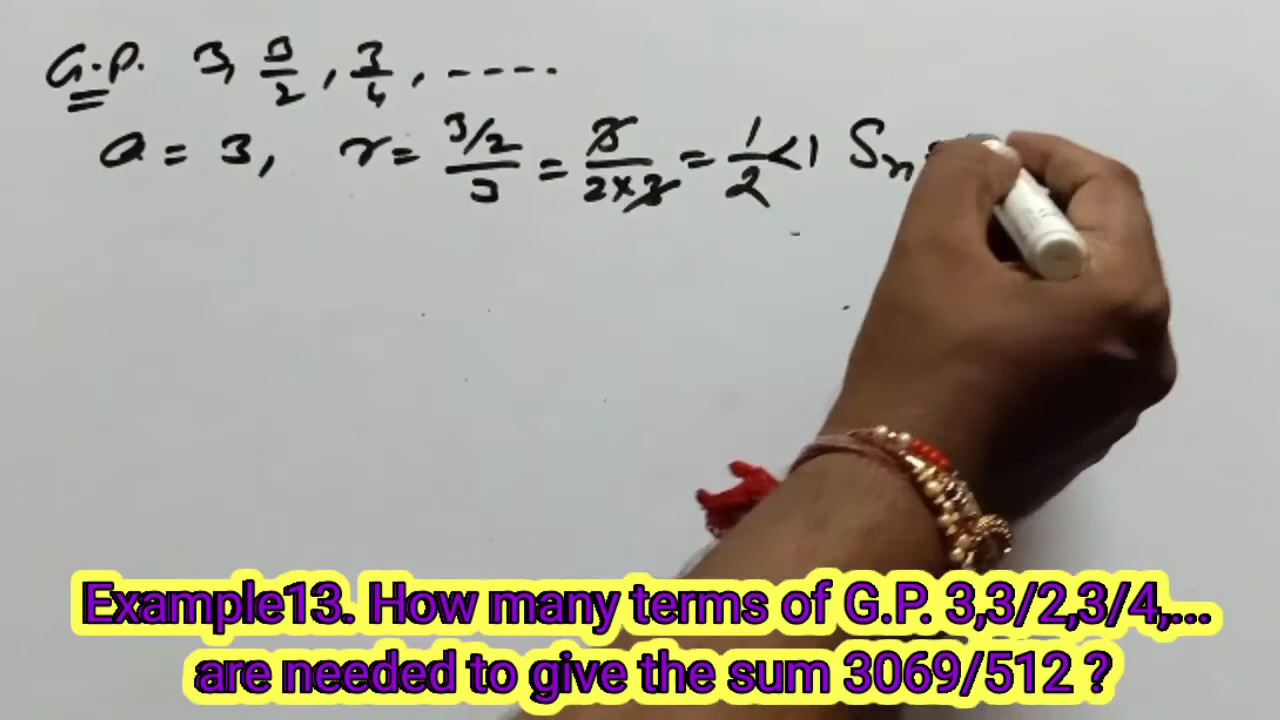 G.P. 3, 3/2, 3/4, -----
a = 3, r = 3/2/3 = 3/2×3 = 1/2 < 1 Sn =
Example13. How many terms of G.P. 3,3/2,3/4,...
are needed to give the sum 3069/512 ?